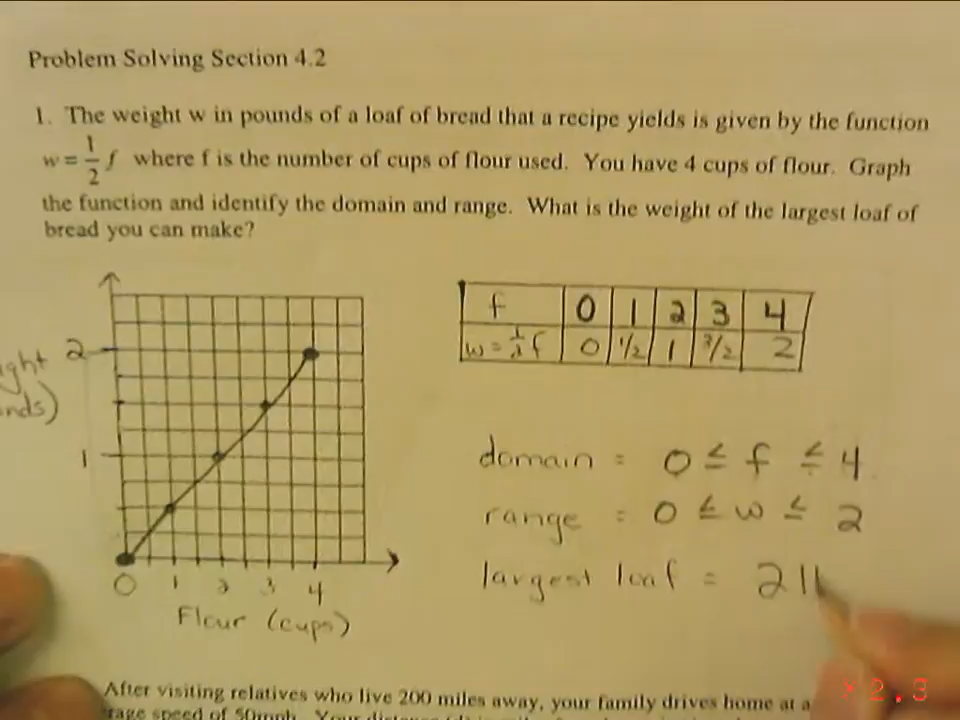 Problem Solving Section 4.2
1. The weight w in pounds of a loaf of bread that a recipe yields is given by the function
w = 1/2 f where f is the number of cups of flour used. You have 4 cups of flour. Graph
the function and identify the domain and range. What is the weight of the largest loaf of
bread you can make?
f 0 1 2 3 4
w = 1/2 f 0 1/2 1 3/2 2
2
1
0 1 2 3 4
Flour (cups)
domain = 0 ≤ f ≤ 4
range = 0 ≤ w ≤ 2
largest loaf = 2 l
After visiting relatives who live 200 miles away, your family drives home at a
speed of 50mph.
× 2.3